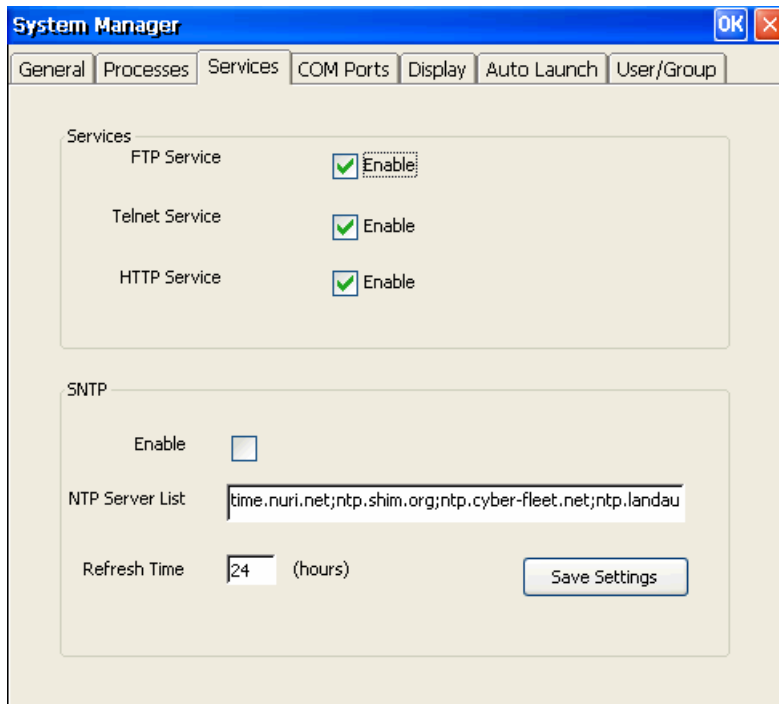 System Manager OK
General Processes Services COM Ports Display Auto Launch User/Group
Services
FTP Service Enable
Telnet Service Enable
HTTP Service Enable
SNTP
Enable
NTP Server List time.nuri.net;ntp.shim.org;ntp.cyber-fleet.net;ntp.landau
Refresh Time 24 (hours) Save Settings